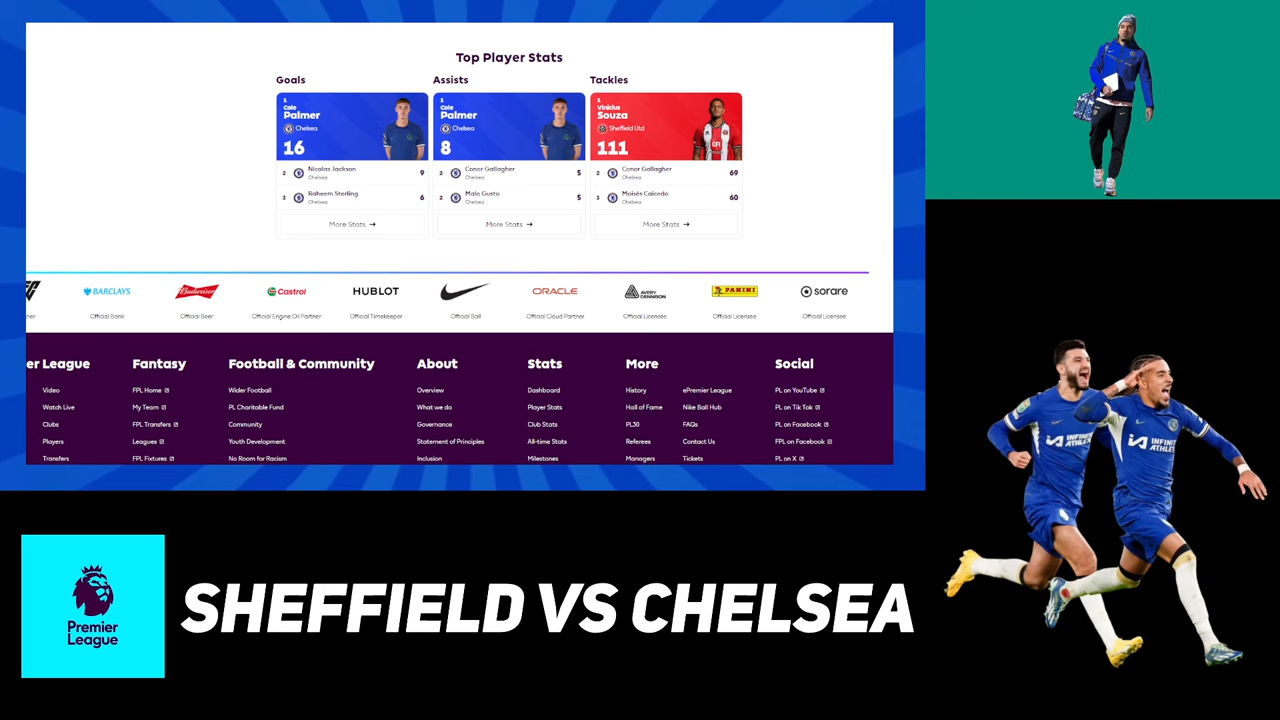 Top Player Stats
Goals
1
Cole
Palmer
Chelsea
16
2 Nicolas Jackson 9
Chelsea
3 Raheem Sterling 6
Chelsea
More Stats →
Assists
1
Cole
Palmer
Chelsea
8
2 Conor Gallagher 5
Chelsea
2 Malo Gusto 5
Chelsea
More Stats →
Tackles
1
Vinicius
Souza
Sheffield Utd
111
2 Conor Gallagher 69
Chelsea
3 Moisés Caicedo 60
Chelsea
More Stats →
BARCLAYS
Official Bank
Budweiser
Official Beer
Castrol
Official Engine Oil Partner
HUBLOT
Official Timekeeper
Official Ball
ORACLE
Official Cloud Partner
AVERY
DENNISON
Official Licensee
PANINI
Official Licensee
sorare
Official Licensee
er League
Video
Watch Live
Clubs
Players
Transfers
Fantasy
FPL Home
My Team
FPL Transfers
Leagues
FPL Fixtures
Football & Community
Wider Football
PL Charitable Fund
Community
Youth Development
No Room for Racism
About
Overview
What we do
Governance
Statement of Principles
Inclusion
Stats
Dashboard
Player Stats
Club Stats
All-time Stats
Milestones
More
History
Hall of Fame
PL30
Referees
Managers
ePremier League
Nike Ball Hub
FAQs
Contact Us
Tickets
Social
PL on YouTube
PL on Tik Tok
PL on Facebook
FPL on Facebook
PL on X
Premier
League
SHEFFIELD VS CHELSEA
INFINITE
ATHLETE
INFINITE
ATHLETE